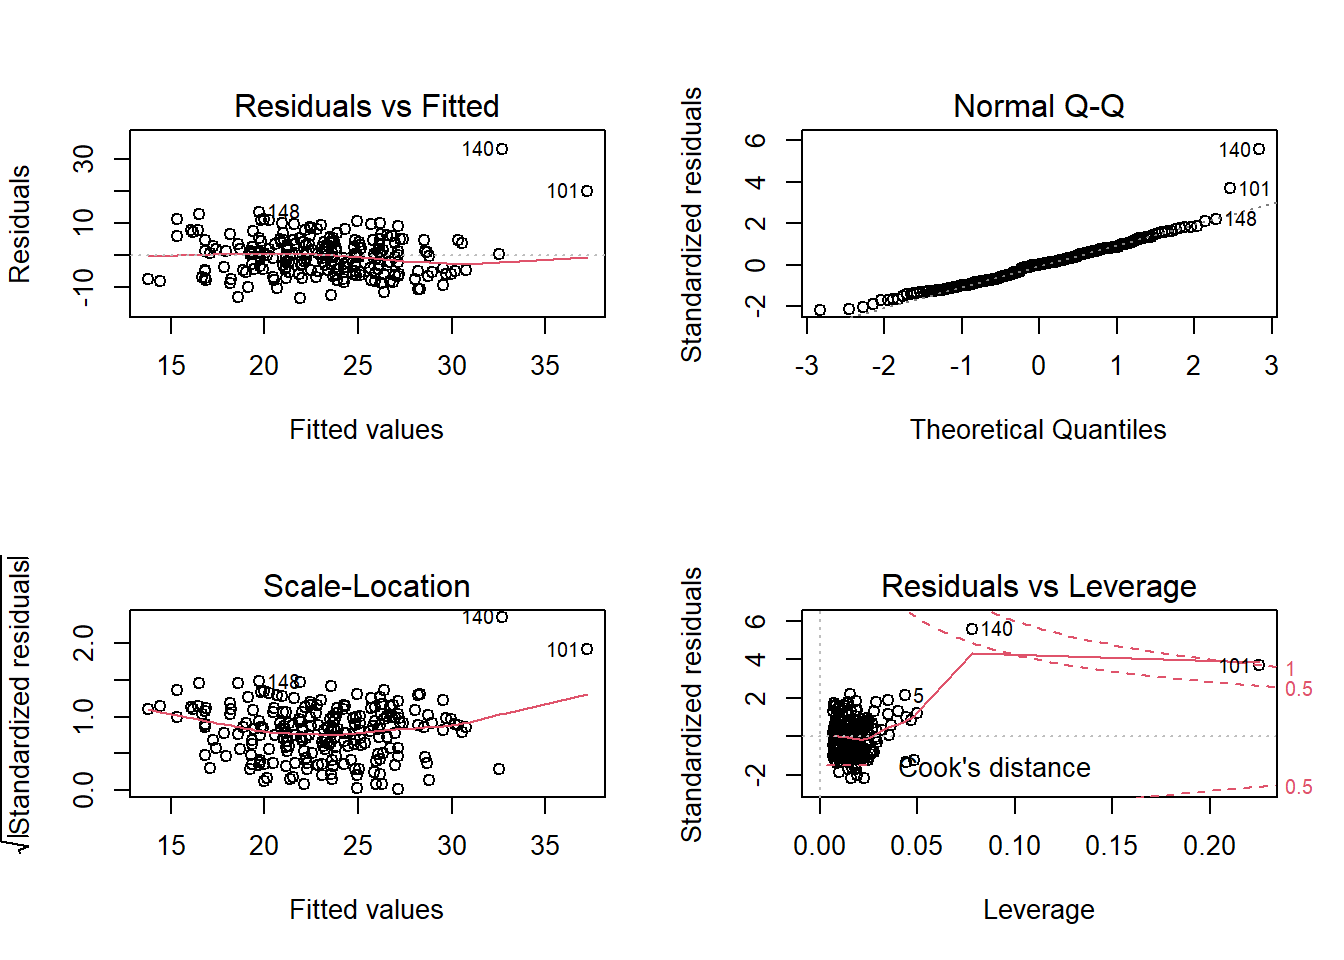 Residuals vs Fitted
Residuals
30
10
-10
140
101
148
15 20 25 30 35
Fitted values
Normal Q-Q
Standardized residuals
6
4
2
0
-2
140
101
148
-3 -2 -1 0 1 2 3
Theoretical Quantiles
Scale-Location
√|Standardized residuals|
2.0
1.0
0.0
140
101
148
15 20 25 30 35
Fitted values
Residuals vs Leverage
Standardized residuals
6
4
2
0
-2
140
101
5
1
0.5
0.5
Cook's distance
0.00 0.05 0.10 0.15 0.20
Leverage